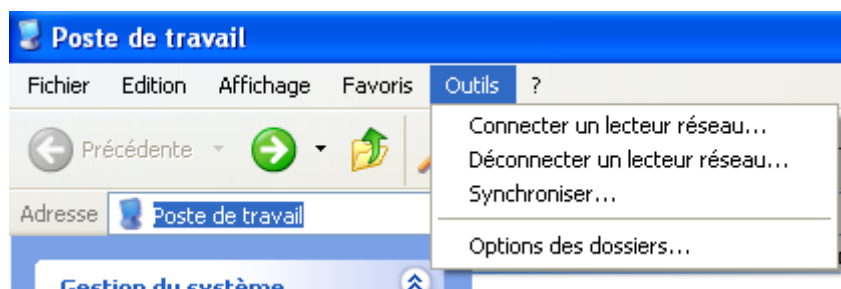 Poste de travail
Fichier Edition Affichage Favoris Outils ?
Connecter un lecteur réseau...
Précédente
Déconnecter un lecteur réseau...
Synchroniser...
Adresse Poste de travail
Options des dossiers...
Gestion du système